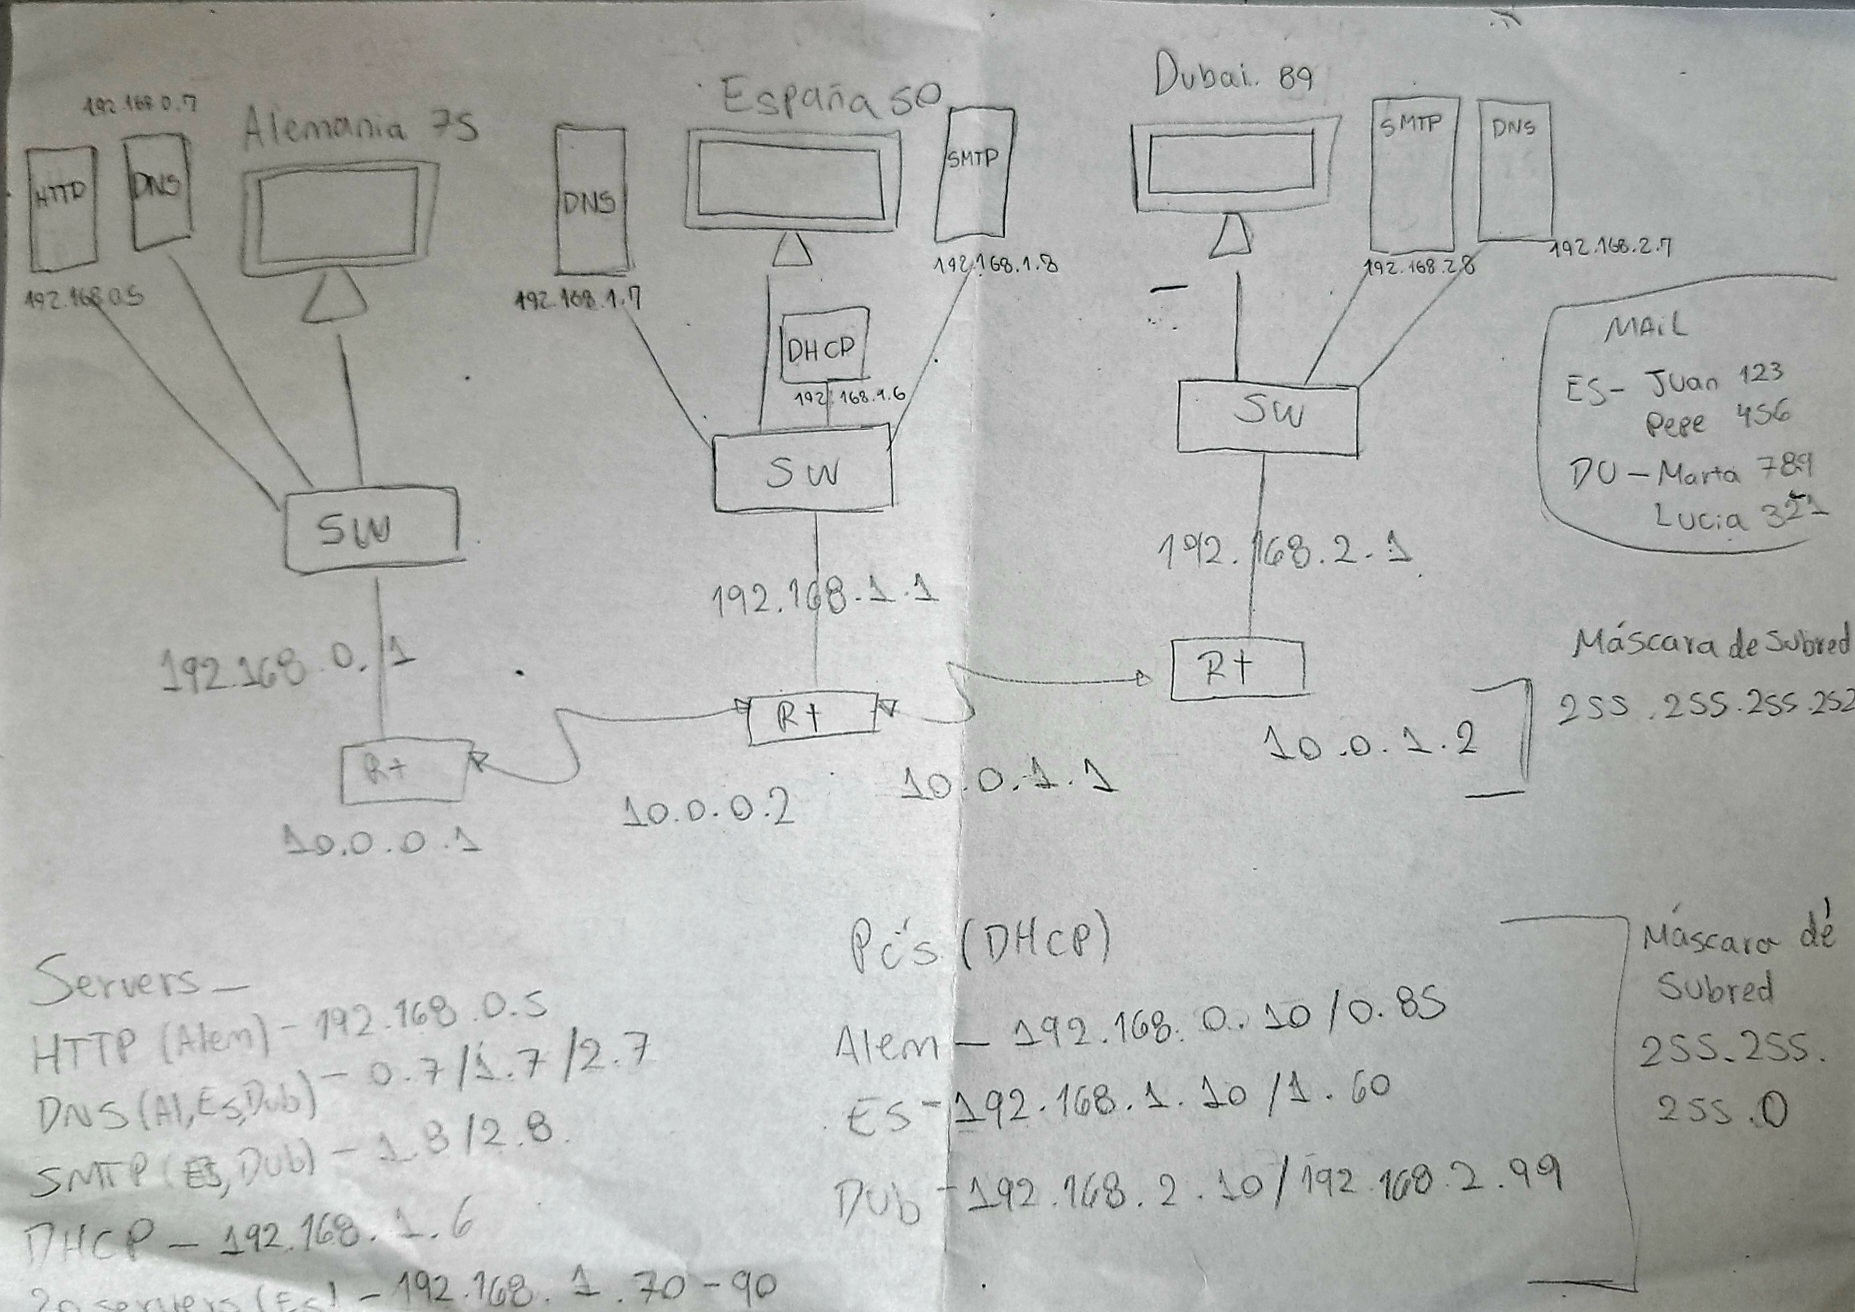 192.168.0.7
Alemania 75
HTTP
DNS
192.168.0.5
SW
192.168.0.1
Rt
10.0.0.1
España 50
DNS
SMTP
192.168.1.7
192.168.1.8
DHCP
192.168.1.6
SW
192.168.1.1
Rt
10.0.0.2
10.0.1.1
Dubai. 89
SMTP
DNS
192.168.2.8
192.168.2.7
SW
192.168.2.1
Rt
10.0.1.2
MAiL
ES- Juan 123
Pepe 456
DU - Marta 789
Lucia 321
Máscara de Subred
255.255.255.252
Servers -
HTTP (Alem) - 192.168.0.5
DNS (Al, Es, Dub) - 0.7/1.7/2.7
SMTP (ES, Dub) - 1.8/2.8.
DHCP - 192.168.1.6
20 servers (Es) - 192.168.1.70-90
Pc's (DHCP)
Alem - 192.168.0.10/0.85
ES - 192.168.1.10/1.60
Dub - 192.168.2.10/192.168.2.99
Máscara de
Subred
255.255.
255.0